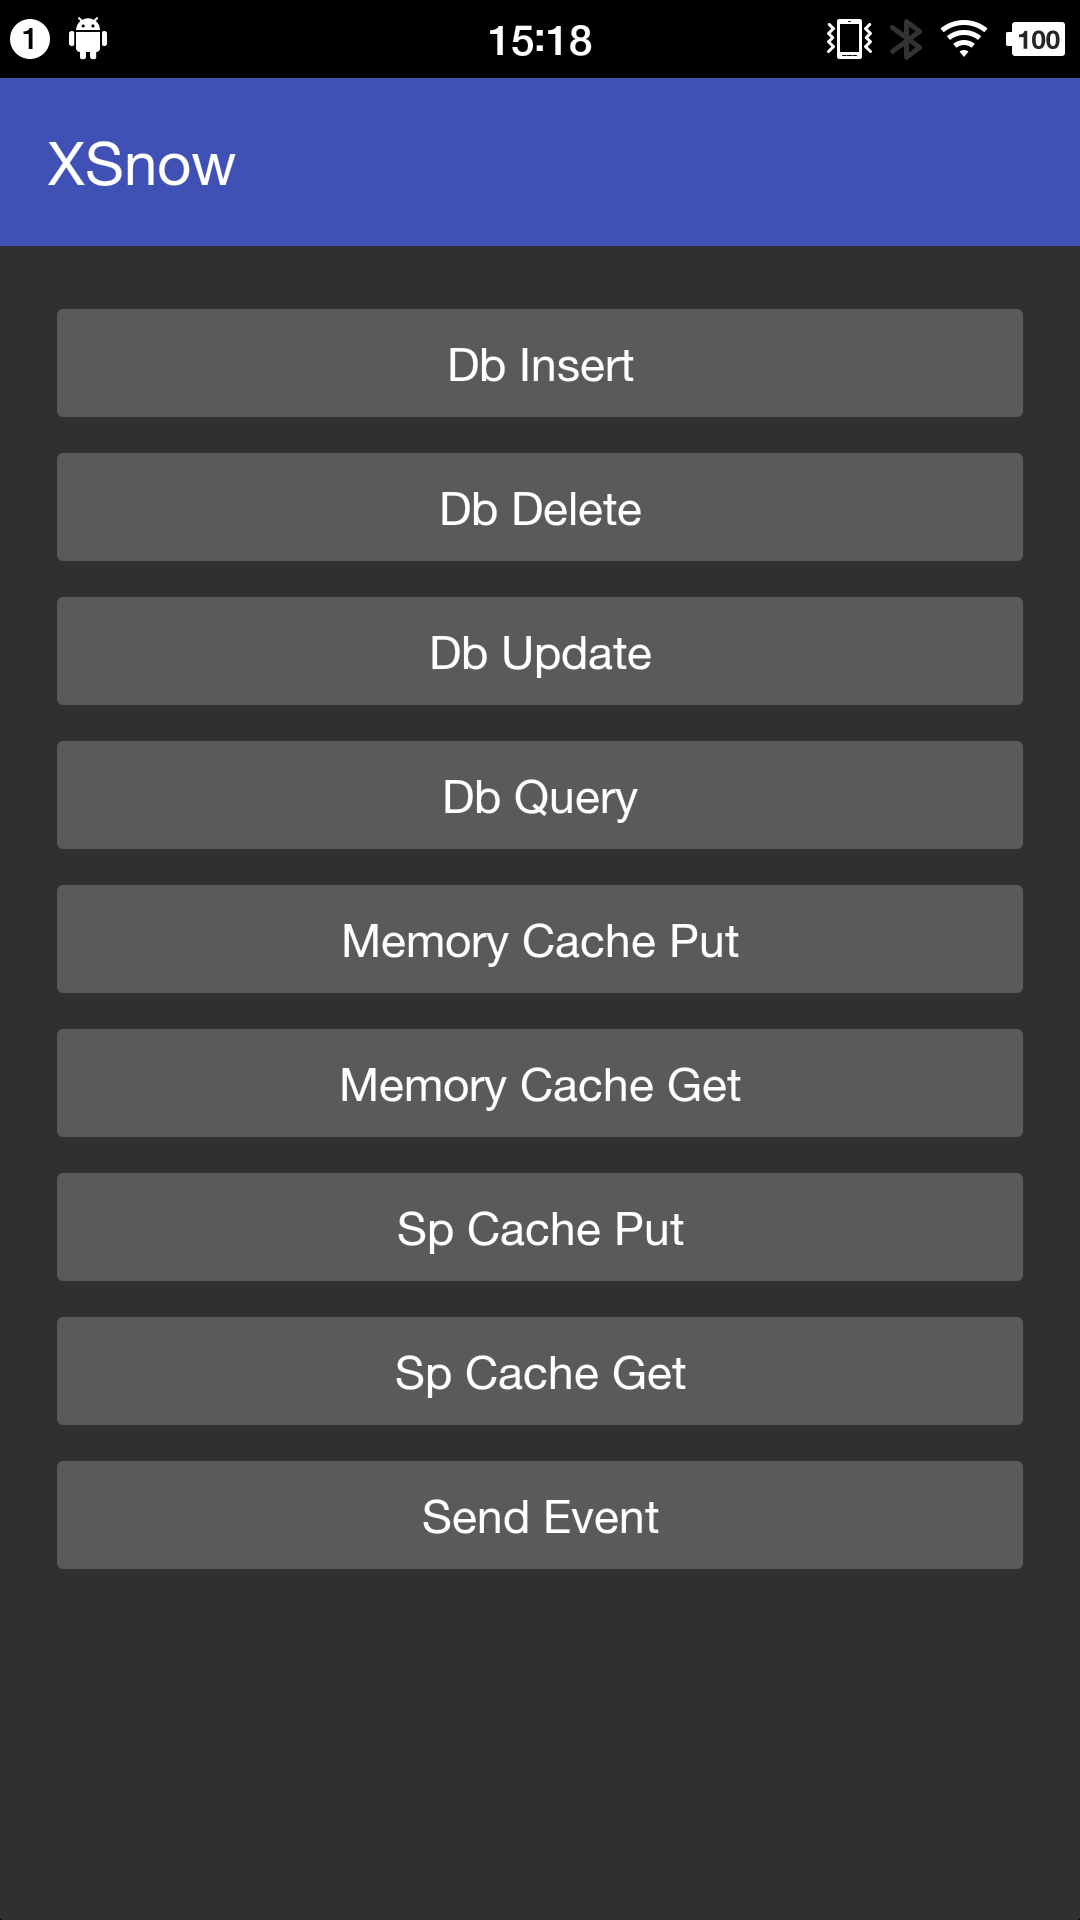 1 15:18 100
XSnow
Db Insert
Db Delete
Db Update
Db Query
Memory Cache Put
Memory Cache Get
Sp Cache Put
Sp Cache Get
Send Event